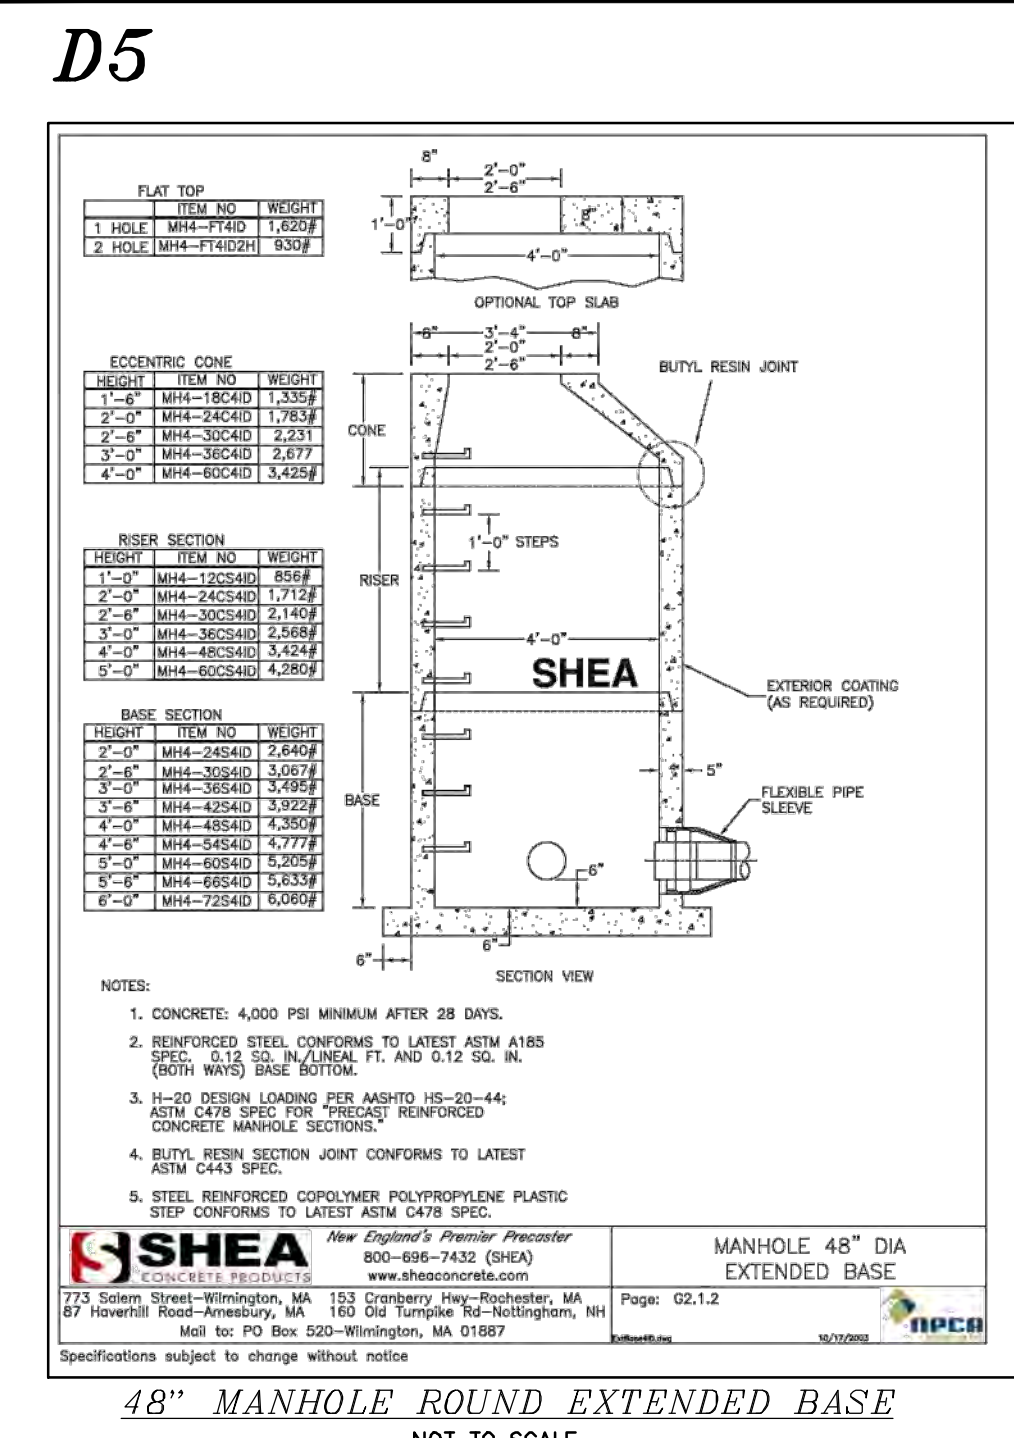 D5
FLAT TOP
ITEM NO WEIGHT
1 HOLE MH4-FT4ID 1,620#
2 HOLE MH4-FT4ID2H 930#
8"
2'-0"
2'-6"
1'-0"
8"
4'-0"
OPTIONAL TOP SLAB
ECCENTRIC CONE
HEIGHT ITEM NO WEIGHT
1'-6" MH4-18C4ID 1,335#
2'-0" MH4-24C4ID 1,783#
2'-6" MH4-30C4ID 2,231
3'-0" MH4-36C4ID 2,677
4'-0" MH4-60C4ID 3,425#
6" 3'-4" 8"
2'-0"
2'-6"
BUTYL RESIN JOINT
CONE
RISER SECTION
HEIGHT ITEM NO WEIGHT
1'-0" MH4-12CS4ID 856#
2'-0" MH4-24CS4ID 1,712#
2'-6" MH4-30CS4ID 2,140#
3'-0" MH4-36CS4ID 2,568#
4'-0" MH4-48CS4ID 3,424#
5'-0" MH4-60CS4ID 4,280#
1'-0" STEPS
RISER
4'-0"
SHEA
EXTERIOR COATING
(AS REQUIRED)
BASE SECTION
HEIGHT ITEM NO WEIGHT
2'-0" MH4-24S4ID 2,640#
2'-6" MH4-30S4ID 3,067#
3'-0" MH4-36S4ID 3,495#
3'-6" MH4-42S4ID 3,922#
4'-0" MH4-48S4ID 4,350#
4'-6" MH4-54S4ID 4,777#
5'-0" MH4-60S4ID 5,205#
5'-6" MH4-66S4ID 5,633#
6'-0" MH4-72S4ID 6,060#
5"
BASE
FLEXIBLE PIPE
SLEEVE
6"
6"
6"
SECTION VIEW
NOTES:
1. CONCRETE: 4,000 PSI MINIMUM AFTER 28 DAYS.
2. REINFORCED STEEL CONFORMS TO LATEST ASTM A185
SPEC. 0.12 SQ. IN./LINEAL FT. AND 0.12 SQ. IN.
(BOTH WAYS) BASE BOTTOM.
3. H-20 DESIGN LOADING PER AASHTO HS-20-44;
ASTM C478 SPEC FOR "PRECAST REINFORCED
CONCRETE MANHOLE SECTIONS."
4. BUTYL RESIN SECTION JOINT CONFORMS TO LATEST
ASTM C443 SPEC.
5. STEEL REINFORCED COPOLYMER POLYPROPYLENE PLASTIC
STEP CONFORMS TO LATEST ASTM C478 SPEC.
SHEA
CONCRETE PRODUCTS
New England's Premier Precaster
800-696-7432 (SHEA)
www.sheaconcrete.com
MANHOLE 48" DIA
EXTENDED BASE
773 Salem Street-Wilmington, MA 153 Cranberry Hwy-Rochester, MA
87 Haverhill Road-Amesbury, MA 160 Old Turnpike Rd-Nottingham, NH
Mail to: PO Box 520-Wilmington, MA 01887
Page: G2.1.2
ExtBase4ID.dwg 10/17/2003
NPCA
Specifications subject to change without notice
48" MANHOLE ROUND EXTENDED BASE
NOT TO SCALE